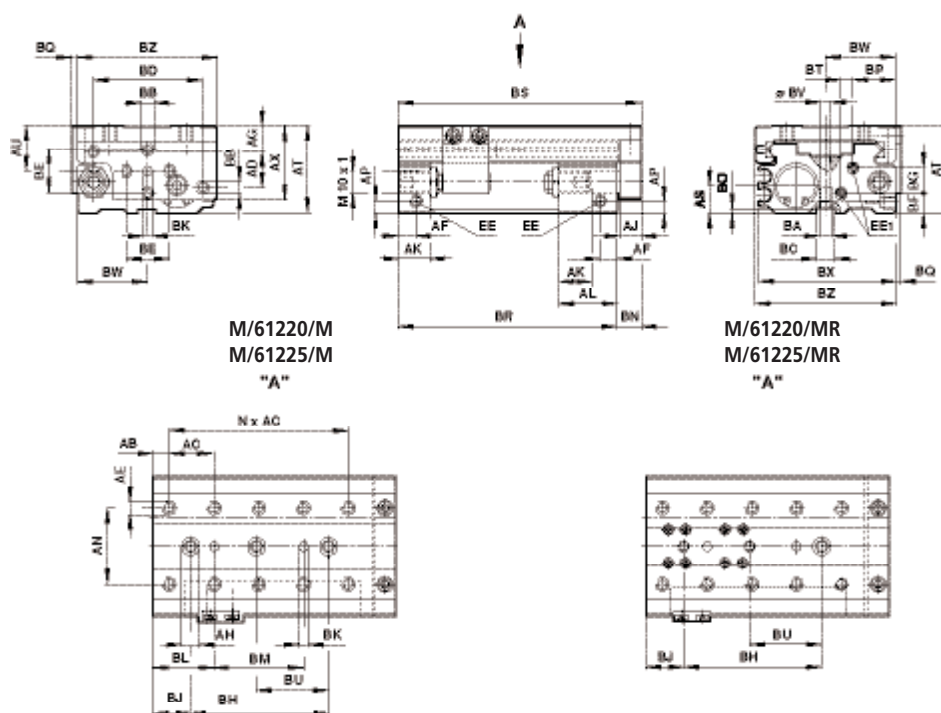 A
BQ
BZ
BD
BB
AU
BE
AG
AD
BB
AX
AT
BK
BE
BW
BS
M 10 x 1
AP
AP
AF
EE
EE
AJ
AK
AF
AK
AL
BR
BN
BW
BT
BP
ø BV
AS
BA
BC
EE1
BG
BF
AT
BX
BQ
BZ
M/61220/M
M/61225/M
"A"
M/61220/MR
M/61225/MR
"A"
N x AC
AB
AC
AE
AN
AH
BK
BL
BM
BU
BJ
BH
BU
BJ
BH